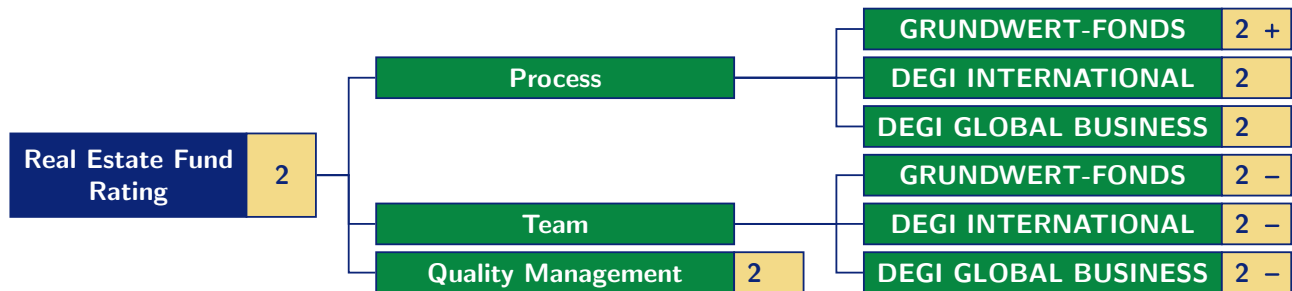 GRUNDWERT-FONDS 2 +
Process DEGI INTERNATIONAL 2
DEGI GLOBAL BUSINESS 2
Real Estate Fund
Rating
2
GRUNDWERT-FONDS 2 –
Team DEGI INTERNATIONAL 2 –
Quality Management 2 DEGI GLOBAL BUSINESS 2 –